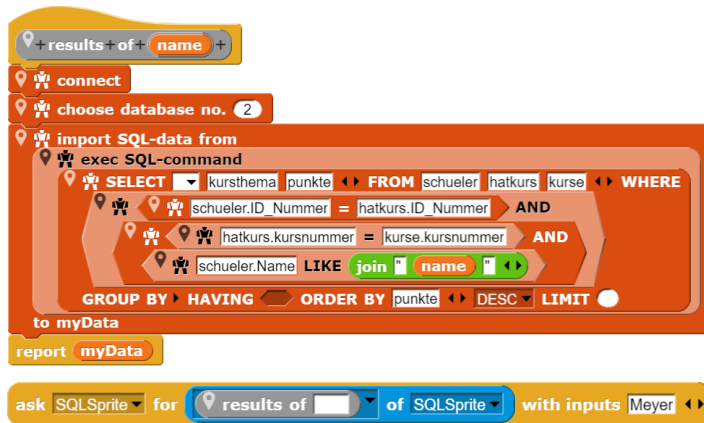 +results+of+ name +
connect
choose database no. 2
import SQL-data from
exec SQL-command
SELECT kursthema punkte FROM schueler hatkurs kurse WHERE
schueler.ID_Nummer = hatkurs.ID_Nummer AND
hatkurs.kursnummer = kurse.kursnummer AND
schueler.Name LIKE join " name "
GROUP BY HAVING ORDER BY punkte DESC LIMIT
to myData
report myData
ask SQLSprite for results of of SQLSprite with inputs Meyer